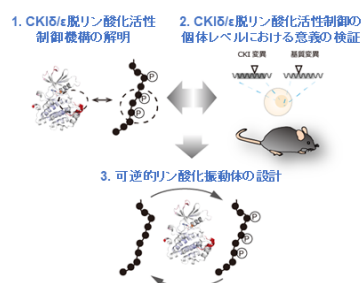 1. CKIδ/ε脱リン酸化活性
制御機構の解明
2. CKIδ/ε脱リン酸化活性制御の
個体レベルにおける意義の検証
CKI 変異
基質変異
P
P
P
3. 可逆的リン酸化振動体の設計
P
P
P